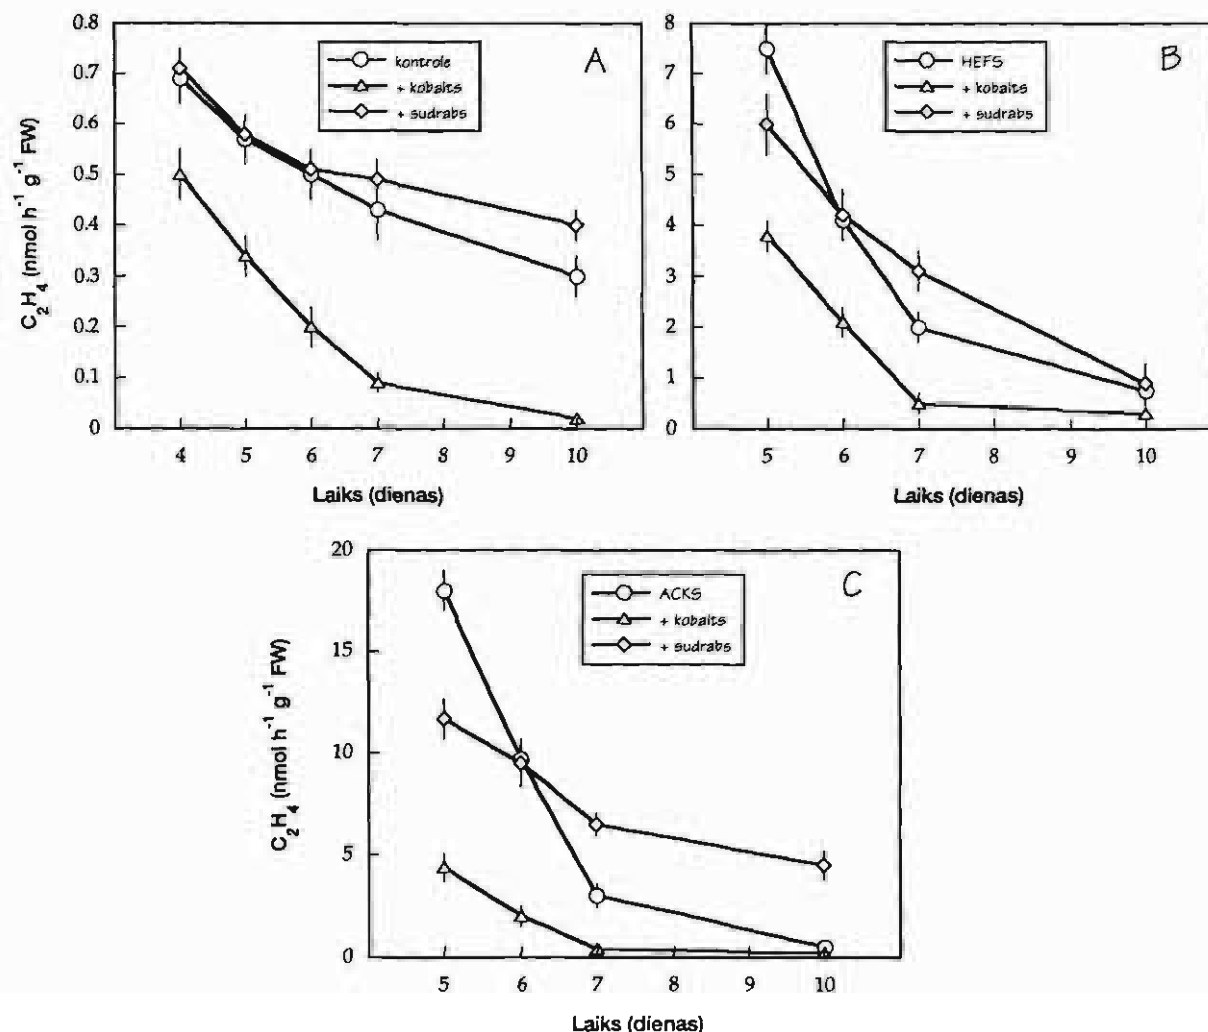 0.8
0.7
0.6
0.5
0.4
0.3
0.2
0.1
0
C₂H₄ (nmol h⁻¹ g⁻¹ FW)
kontrole
+ kobalts
+ sudrabs
A
4 5 6 7 8 9 10
Laiks (dienas)
8
7
6
5
4
3
2
1
0
HEFS
+ kobalts
+ sudrabs
B
5 6 7 8 9 10
Laiks (dienas)
20
15
10
5
0
C₂H₄ (nmol h⁻¹ g⁻¹ FW)
ACKS
+ kobalts
+ sudrabs
C
5 6 7 8 9 10
Laiks (dienas)